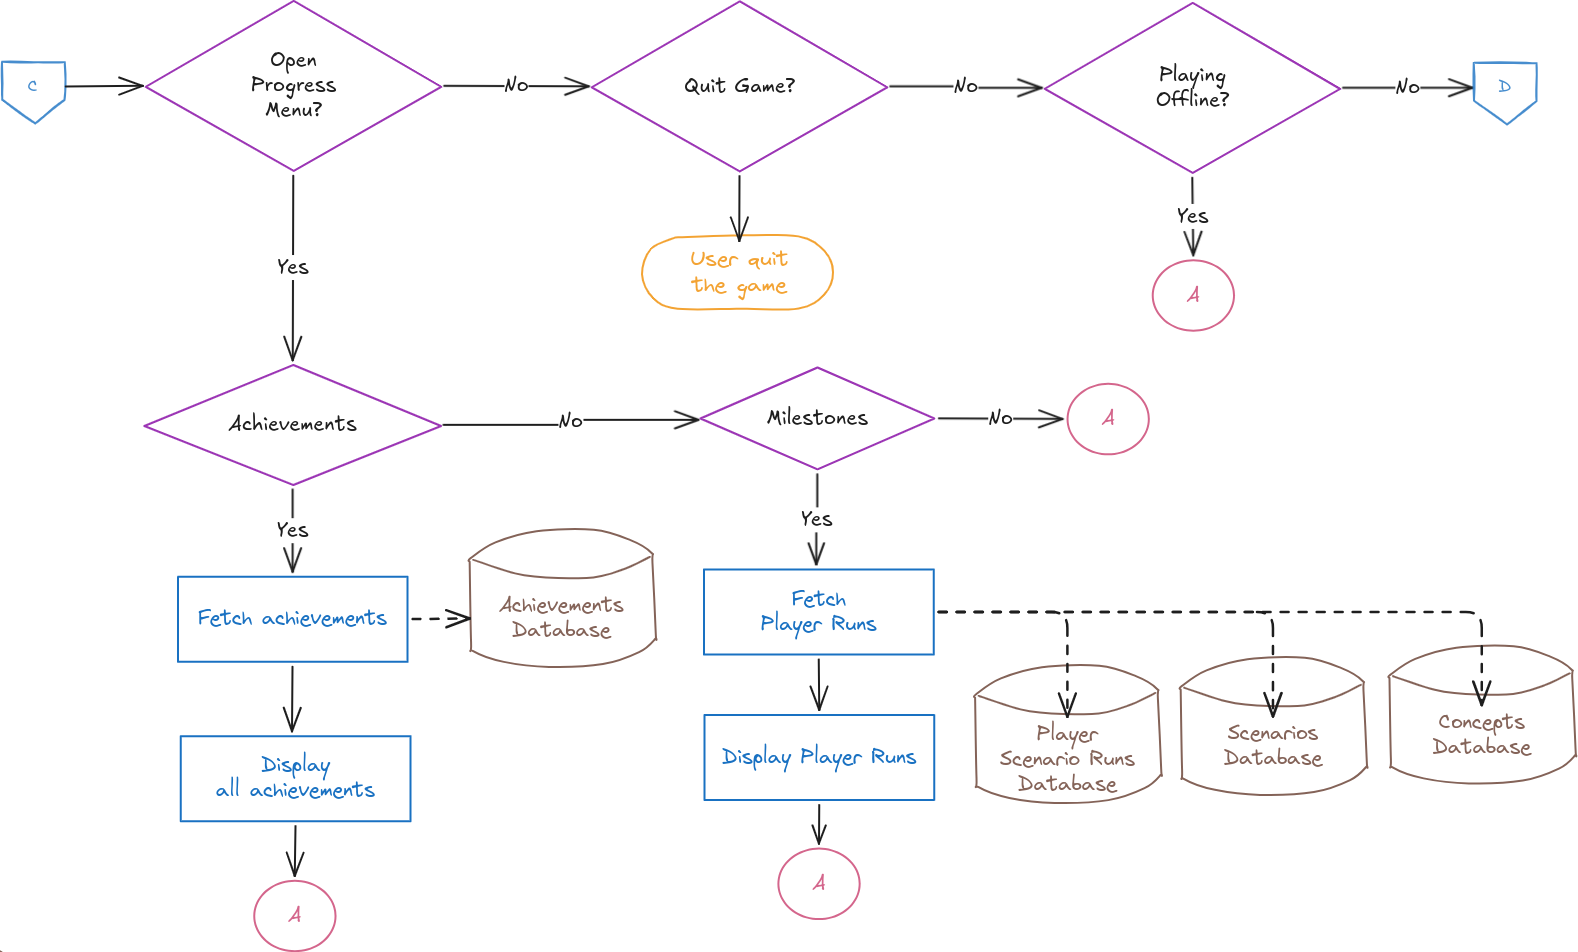 C
Open
Progress
Menu?
No
Quit Game?
No
Playing
Offline?
No
D
Yes
User quit
the game
Yes
A
Achievements
No
Milestones
No
A
Yes
Yes
Fetch achievements
Achievements
Database
Fetch
Player Runs
Display
all achievements
Display Player Runs
Player
Scenario Runs
Database
Scenarios
Database
Concepts
Database
A
A